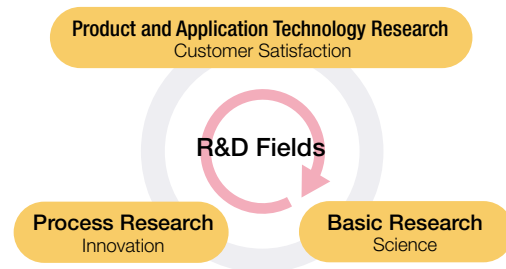 Product and Application Technology Research
Customer Satisfaction
R&D Fields
Process Research
Innovation
Basic Research
Science